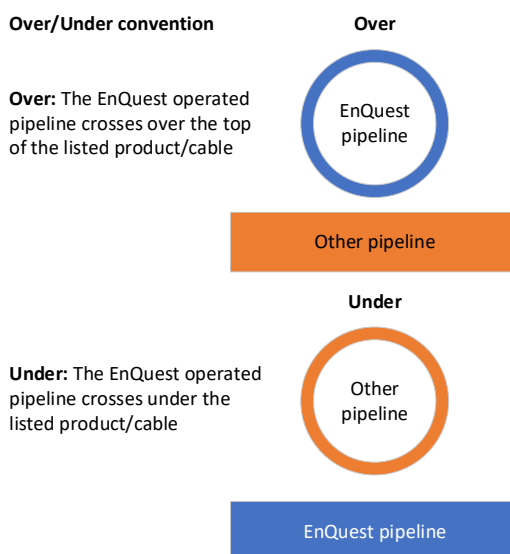 Over/Under convention
Over
Over: The EnQuest operated
pipeline crosses over the top
of the listed product/cable
EnQuest
pipeline
Other pipeline
Under
Under: The EnQuest operated
pipeline crosses under the
listed product/cable
Other
pipeline
EnQuest pipeline